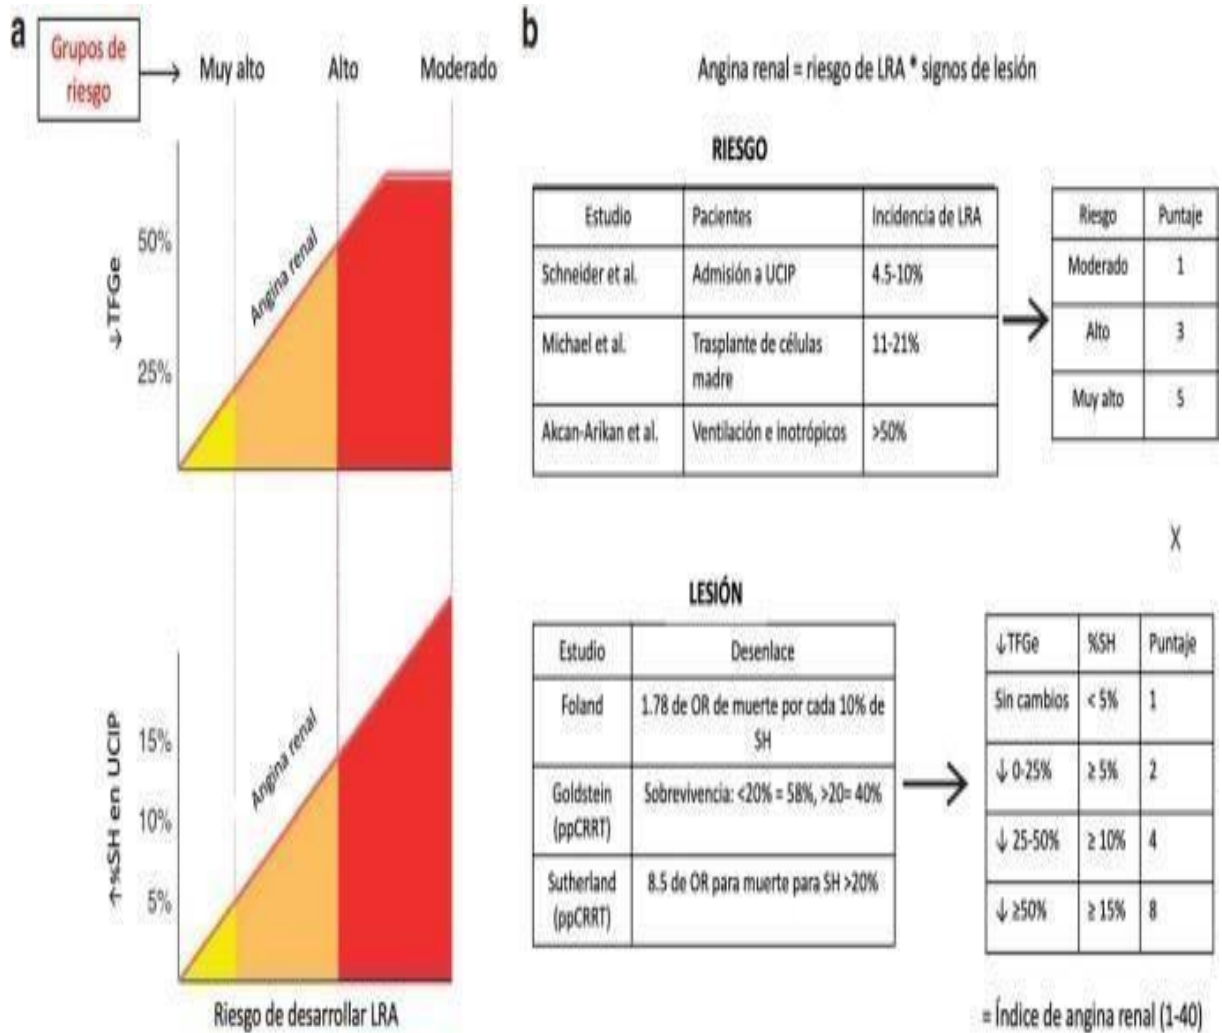 a
Grupos de
riesgo
Muy alto
Alto
Moderado
50%
25%
↓TFGe
Angina renal
15%
10%
5%
↑%SH en UCIP
Angina renal
Riesgo de desarrollar LRA
b
Angina renal = riesgo de LRA * signos de lesión
RIESGO
Estudio Pacientes Incidencia de LRA
Schneider et al. Admisión a UCIP 4.5-10%
Michael et al. Trasplante de células 11-21%
madre
Akcan-Arikan et al. Ventilación e inotrópicos >50%
Riesgo Puntaje
Moderado 1
Alto 3
Muy alto 5
X
LESIÓN
Estudio Desenlace
Foland 1.78 de OR de muerte por cada 10% de
SH
Goldstein Sobrevivencia: <20% = 58%, >20= 40%
(ppCRRT)
Sutherland 8.5 de OR para muerte para SH >20%
(ppCRRT)
↓TFGe %SH Puntaje
Sin cambios < 5% 1
↓ 0-25% ≥ 5% 2
↓ 25-50% ≥ 10% 4
↓ ≥50% ≥ 15% 8
= Índice de angina renal (1-40)